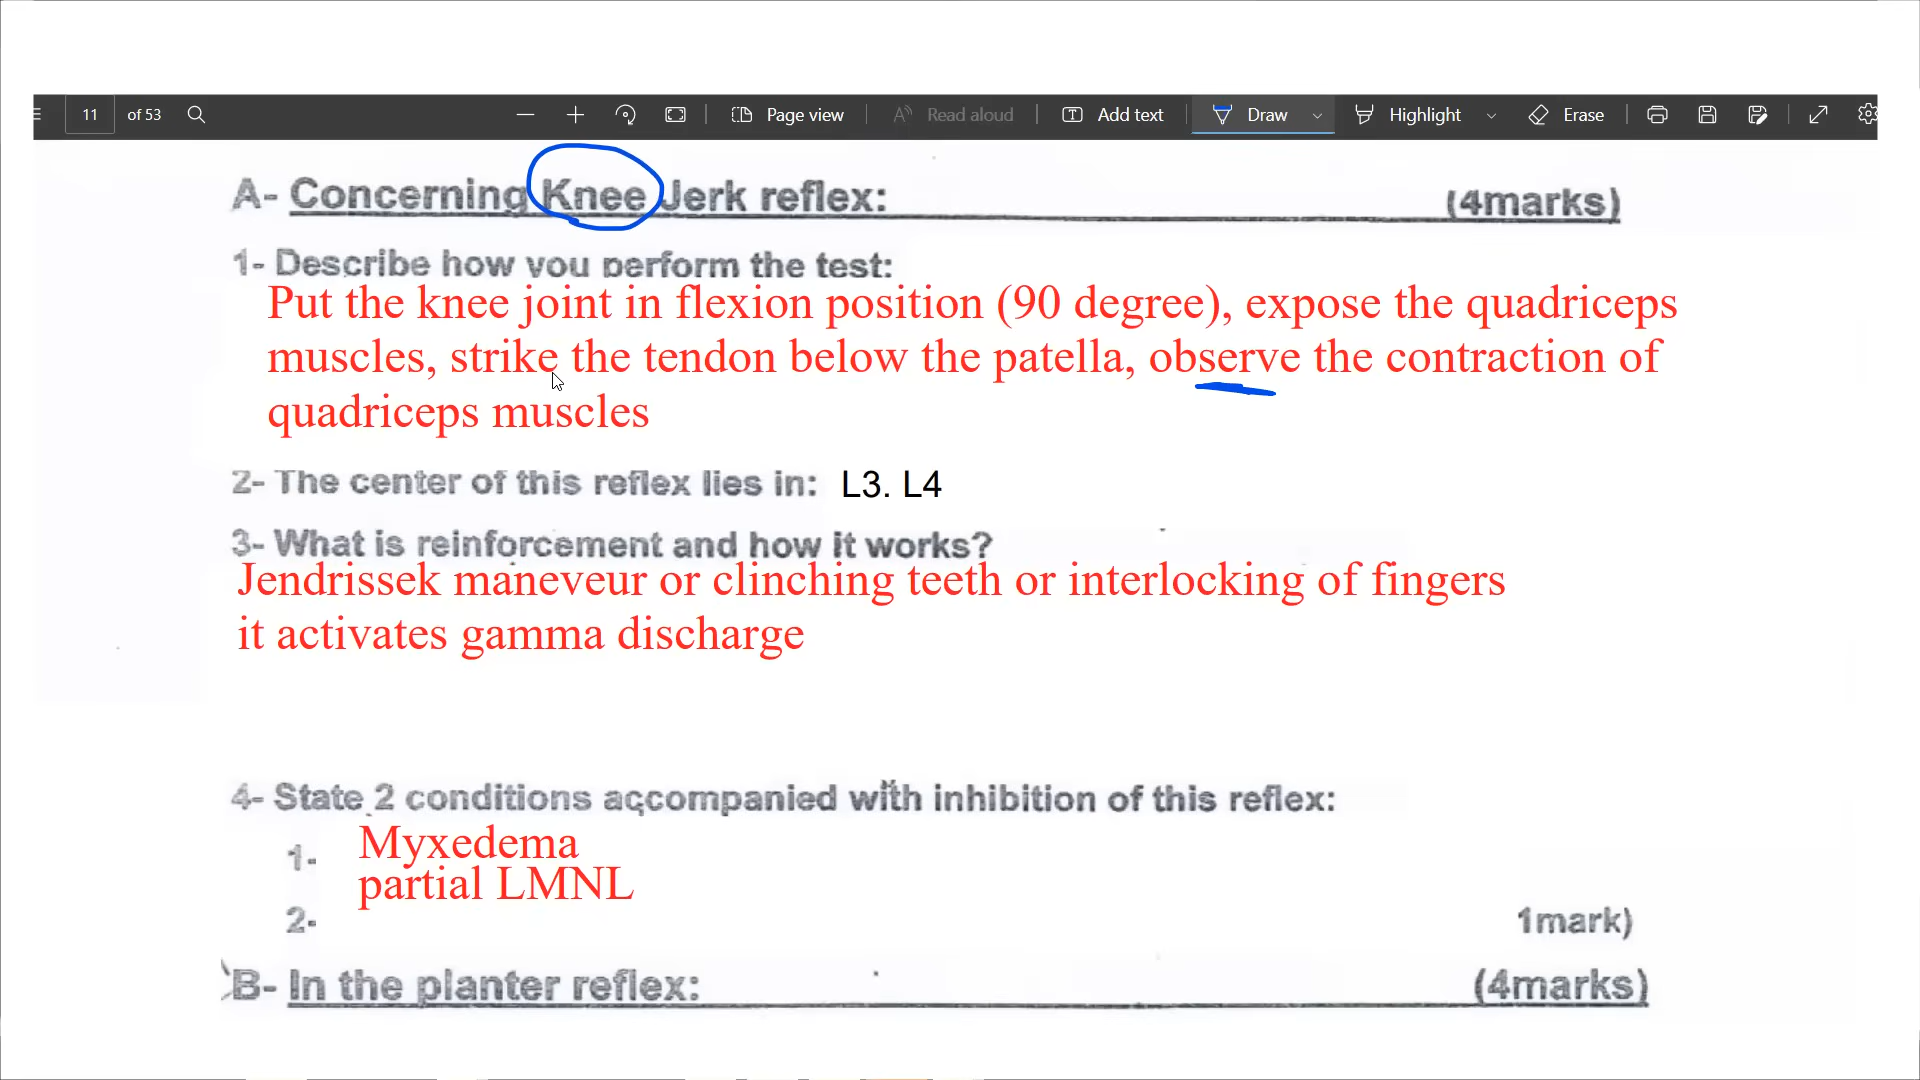 11 of 53 Page view Read aloud Add text Draw Highlight Erase
A- Concerning Knee Jerk reflex: (4marks)
1- Describe how you perform the test:
Put the knee joint in flexion position (90 degree), expose the quadriceps
muscles, strike the tendon below the patella, observe the contraction of
quadriceps muscles
2- The center of this reflex lies in: L3. L4
3- What is reinforcement and how it works?
Jendrissek maneveur or clinching teeth or interlocking of fingers
it activates gamma discharge
4- State 2 conditions accompanied with inhibition of this reflex:
1- Myxedema
partial LMNL
2- 1mark)
B- In the planter reflex: (4marks)